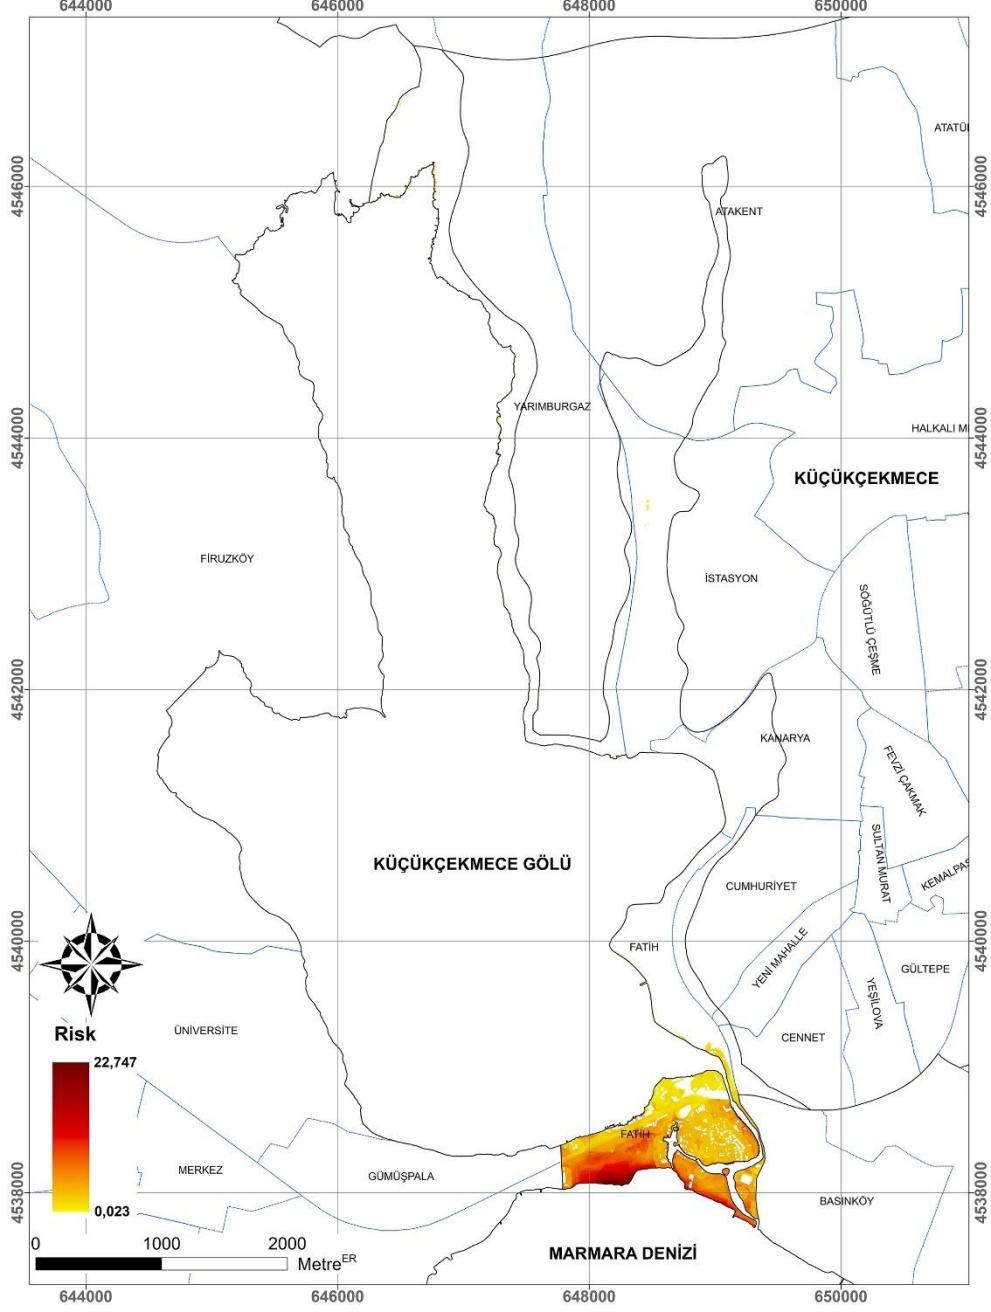 644000
646000
648000
650000
ATATÜ
4546000
4546000
ATAKENT
YARIMBURGAZ
HALKALI M
4544000
4544000
KÜÇÜKÇEKMECE
FİRUZKÖY
İSTASYON
SÖĞÜTLÜ ÇEŞME
4542000
4542000
KANARYA
FEVZİ ÇAKMAK
SULTAN MURAT
KEMALPAŞ
KÜÇÜKÇEKMECE GÖLÜ
CUMHURİYET
4540000
4540000
FATİH
YENİ MAHALLE
GÜLTEPE
YEŞİLOVA
ÜNİVERSİTE
CENNET
Risk
22,747
FATİH
MERKEZ
GÜMÜŞPALA
4538000
4538000
BASINKÖY
0,023
0
1000
2000
Metre
ER
MARMARA DENİZİ
644000
646000
648000
650000